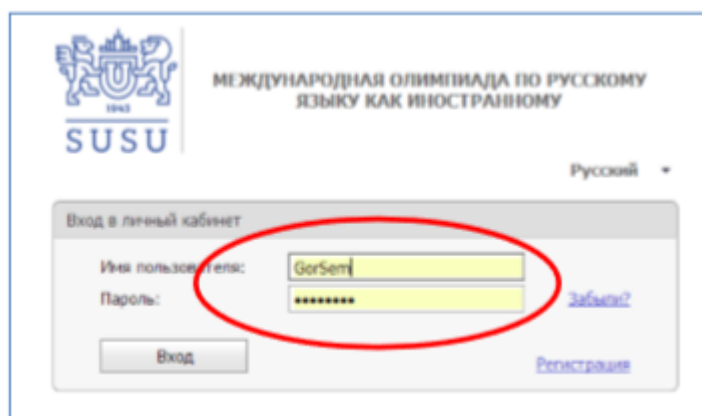 1943
SUSU
МЕЖДУНАРОДНАЯ ОЛИМПИАДА ПО РУССКОМУ
ЯЗЫКУ КАК ИНОСТРАННОМУ
Русский
Вход в личный кабинет
Имя пользователя: GorSem
Пароль: •••••••• Забыли?
Вход
Регистрация